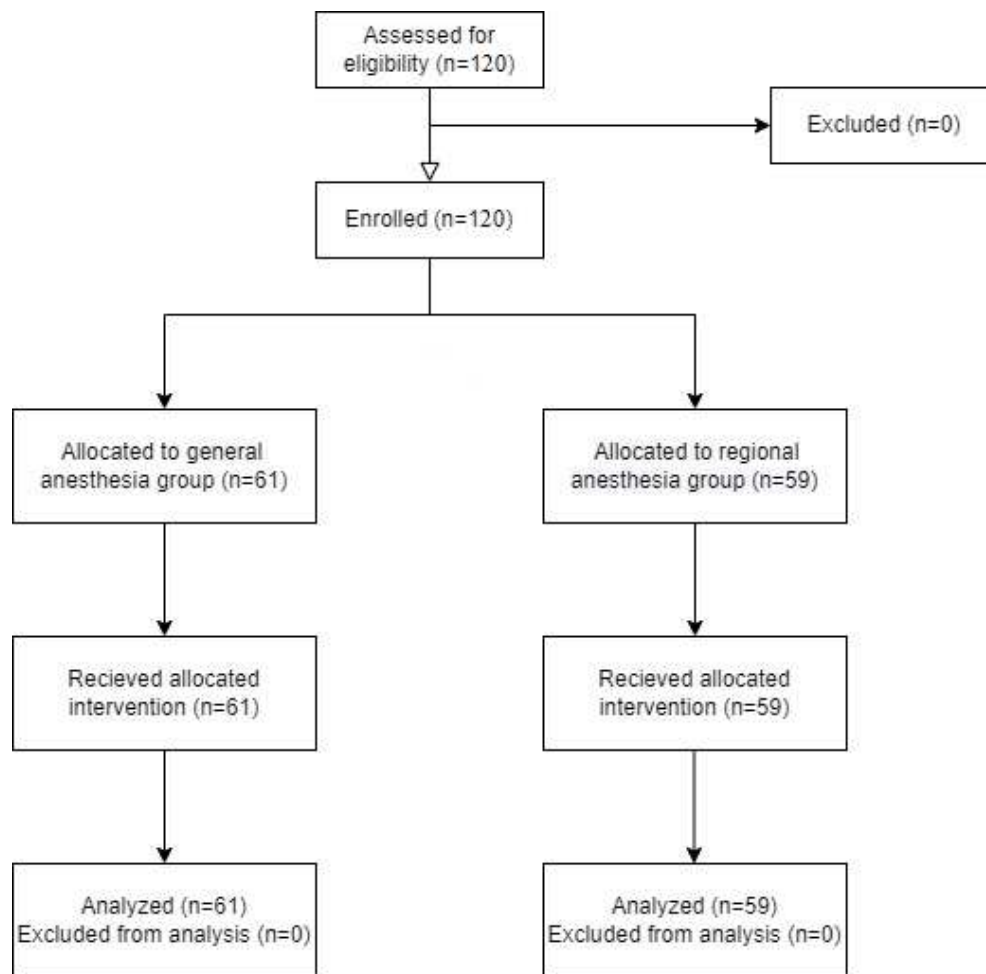 Assessed for
eligibility (n=120)
Excluded (n=0)
Enrolled (n=120)
Allocated to general
anesthesia group (n=61)
Allocated to regional
anesthesia group (n=59)
Recieved allocated
intervention (n=61)
Recieved allocated
intervention (n=59)
Analyzed (n=61)
Excluded from analysis (n=0)
Analyzed (n=59)
Excluded from analysis (n=0)